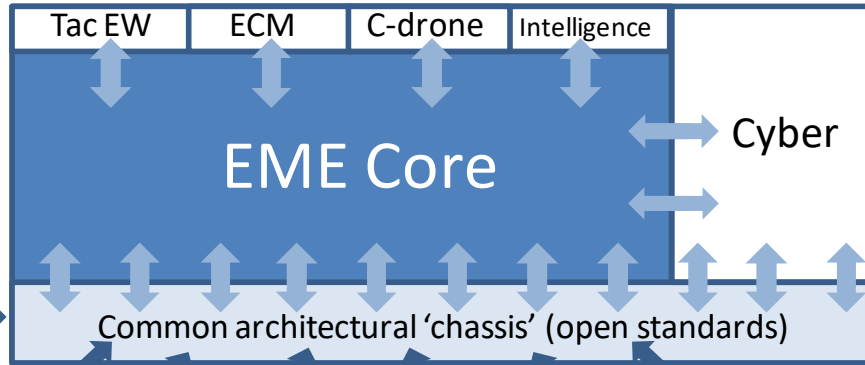 Tac EW ECM C-drone Intelligence
EME Core
Cyber
Common architectural ‘chassis’ (open standards)